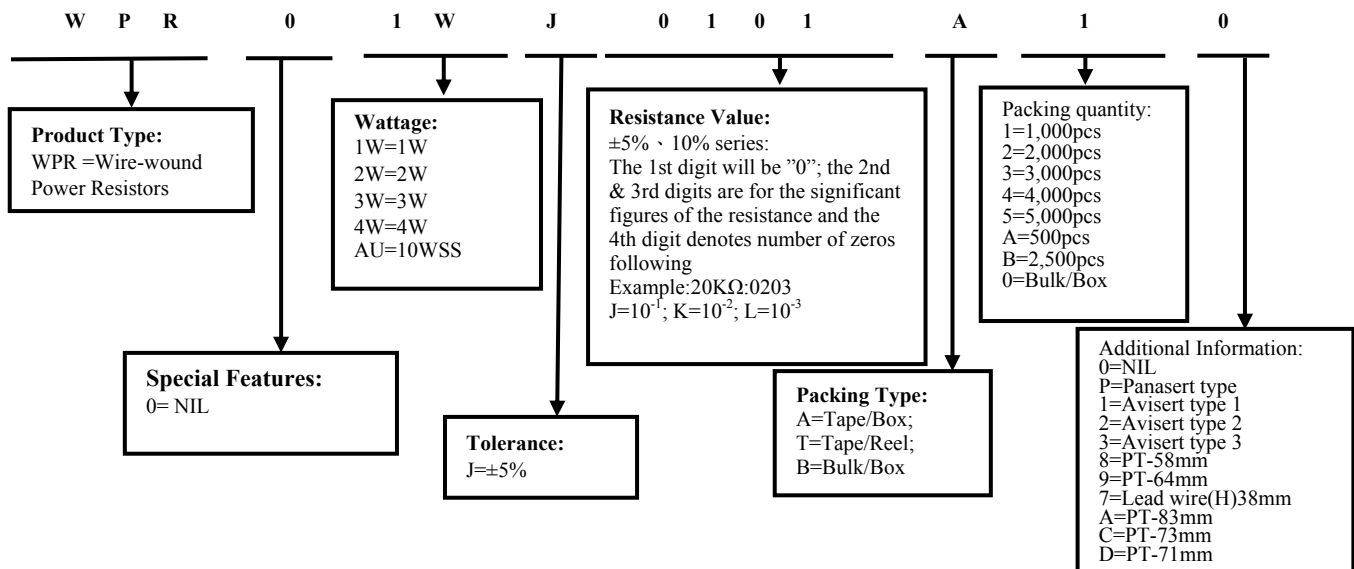 W P R 0 1 W J 0 1 0 1 A 1 0
Product Type:
WPR =Wire-wound
Power Resistors
Special Features:
0= NIL
Wattage:
1W=1W
2W=2W
3W=3W
4W=4W
AU=10WSS
Tolerance:
J=±5%
Resistance Value:
±5%、10% series:
The 1st digit will be ”0”; the 2nd
& 3rd digits are for the significant
figures of the resistance and the
4th digit denotes number of zeros
following
Example:20KΩ:0203
J=10⁻¹; K=10⁻²; L=10⁻³
Packing Type:
A=Tape/Box;
T=Tape/Reel;
B=Bulk/Box
Packing quantity:
1=1,000pcs
2=2,000pcs
3=3,000pcs
4=4,000pcs
5=5,000pcs
A=500pcs
B=2,500pcs
0=Bulk/Box
Additional Information:
0=NIL
P=Panasert type
1=Avisert type 1
2=Avisert type 2
3=Avisert type 3
8=PT-58mm
9=PT-64mm
7=Lead wire(H)38mm
A=PT-83mm
C=PT-73mm
D=PT-71mm